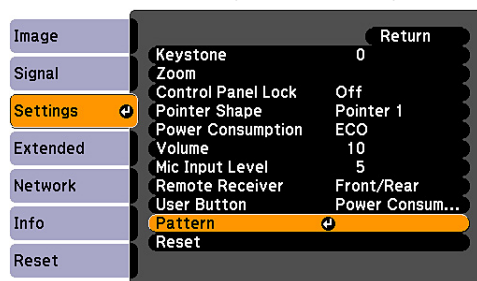 Image
Signal
Settings
Extended
Network
Info
Reset
Return
Keystone 0
Zoom
Control Panel Lock Off
Pointer Shape Pointer 1
Power Consumption ECO
Volume 10
Mic Input Level 5
Remote Receiver Front/Rear
User Button Power Consum...
Pattern
Reset